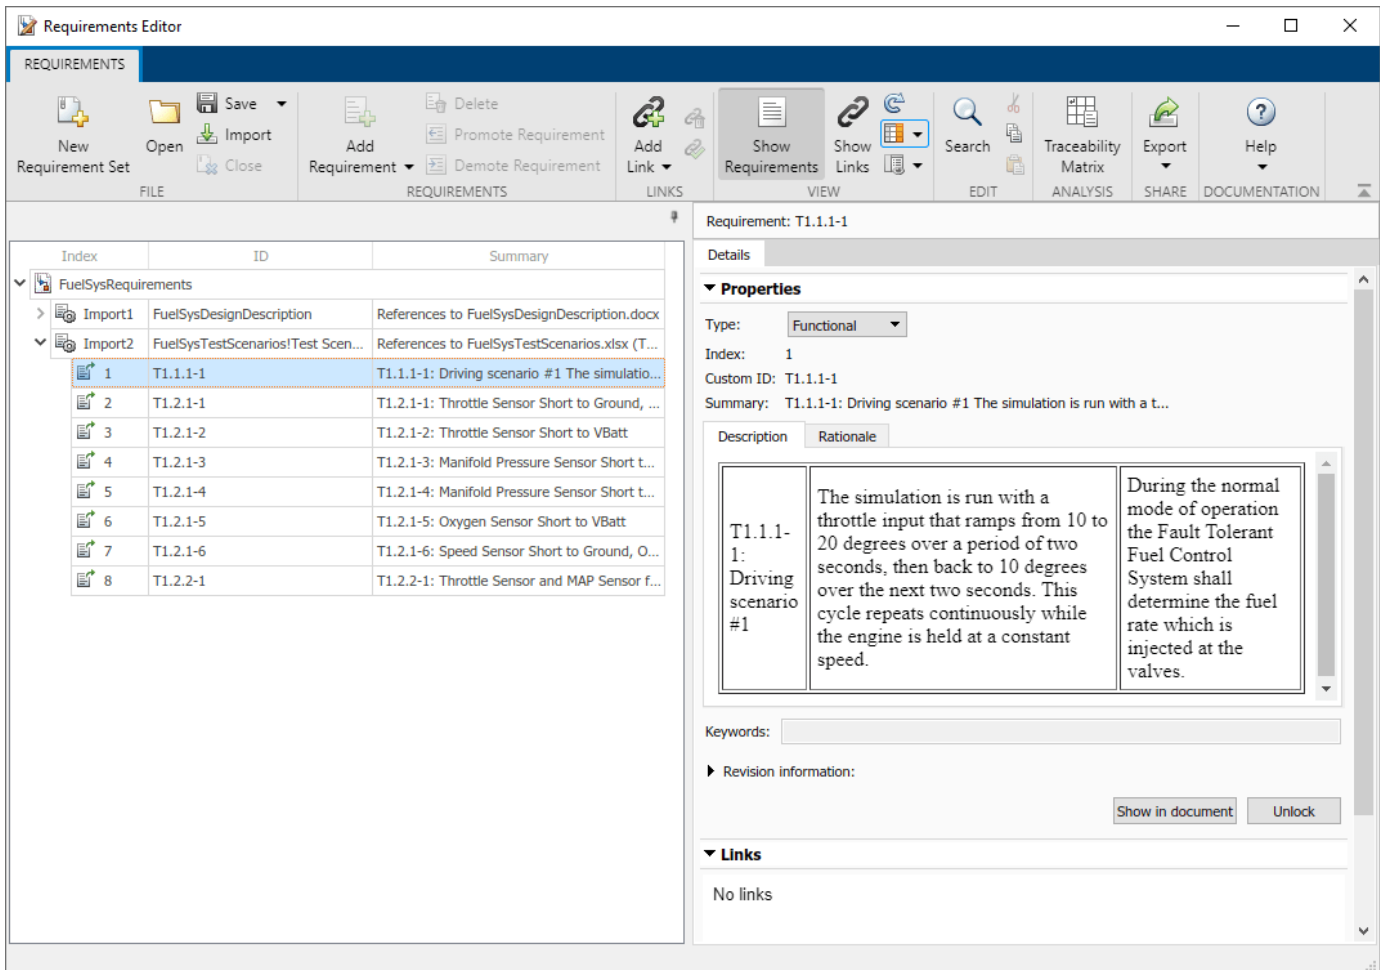 Requirements Editor
REQUIREMENTS
New
Requirement Set
Open
Save
Import
Close
FILE
Add
Requirement
Delete
Promote Requirement
Demote Requirement
REQUIREMENTS
Add
Link
LINKS
Show
Requirements
Show
Links
VIEW
Search
EDIT
Traceability
Matrix
ANALYSIS
Export
SHARE
Help
DOCUMENTATION
Index ID Summary
FuelSysRequirements
Import1 FuelSysDesignDescription References to FuelSysDesignDescription.docx
Import2 FuelSysTestScenarios!Test Scen... References to FuelSysTestScenarios.xlsx (T...
1 T1.1.1-1 T1.1.1-1: Driving scenario #1 The simulatio...
2 T1.2.1-1 T1.2.1-1: Throttle Sensor Short to Ground, ...
3 T1.2.1-2 T1.2.1-2: Throttle Sensor Short to VBatt
4 T1.2.1-3 T1.2.1-3: Manifold Pressure Sensor Short t...
5 T1.2.1-4 T1.2.1-4: Manifold Pressure Sensor Short t...
6 T1.2.1-5 T1.2.1-5: Oxygen Sensor Short to VBatt
7 T1.2.1-6 T1.2.1-6: Speed Sensor Short to Ground, O...
8 T1.2.2-1 T1.2.2-1: Throttle Sensor and MAP Sensor f...
Requirement: T1.1.1-1
Details
Properties
Type: Functional
Index: 1
Custom ID: T1.1.1-1
Summary: T1.1.1-1: Driving scenario #1 The simulation is run with a t...
Description Rationale
T1.1.1-
1:
Driving
scenario
#1
The simulation is run with a
throttle input that ramps from 10 to
20 degrees over a period of two
seconds, then back to 10 degrees
over the next two seconds. This
cycle repeats continuously while
the engine is held at a constant
speed.
During the normal
mode of operation
the Fault Tolerant
Fuel Control
System shall
determine the fuel
rate which is
injected at the
valves.
Keywords:
Revision information:
Show in document Unlock
Links
No links